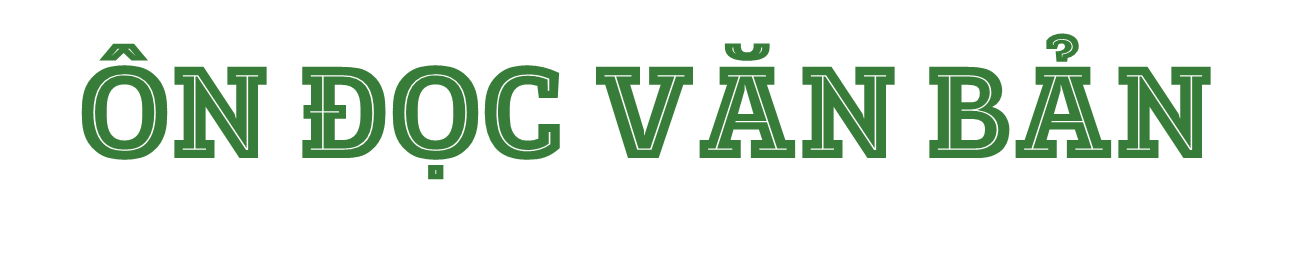 ÔN ĐỌC VĂN BẢN